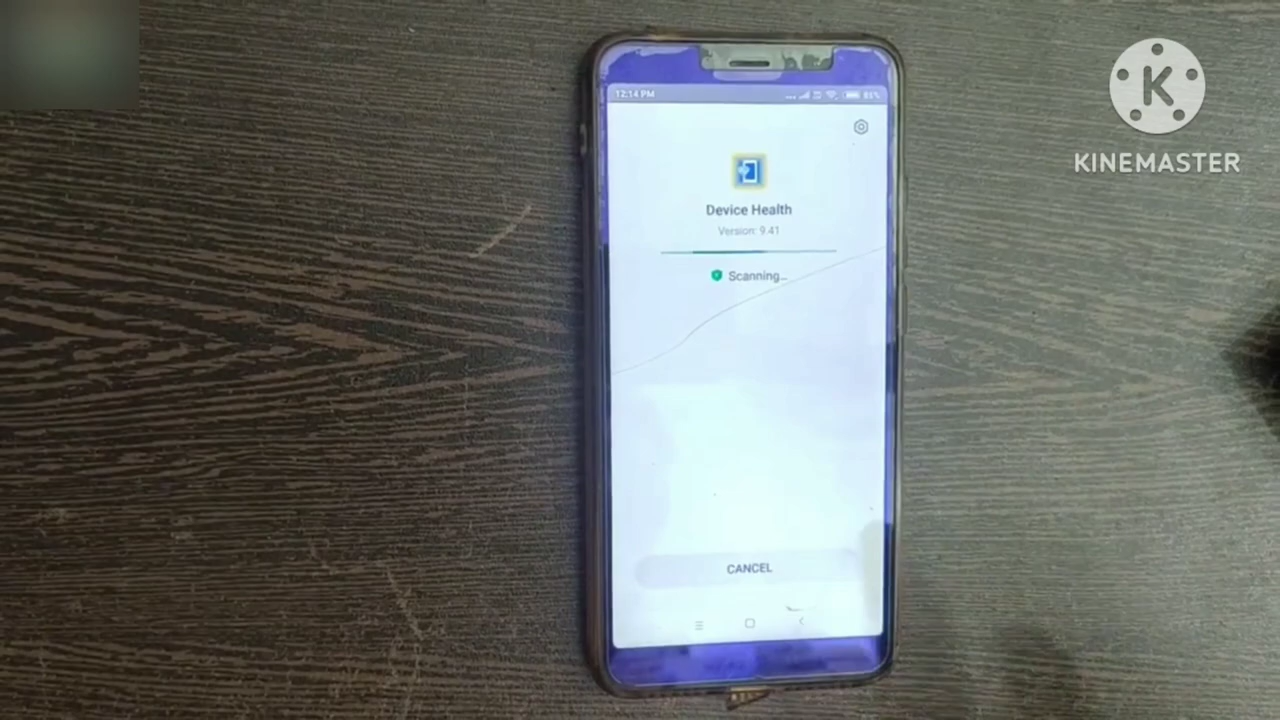 12:14 PM
Device Health
Version: 9.41
Scanning...
CANCEL
K
KINEMASTER